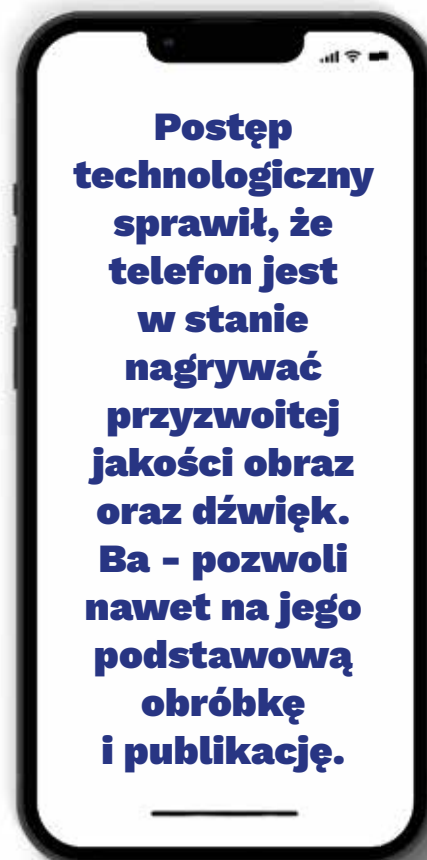 Postęp
technologiczny
sprawił, że
telefon jest
w stanie
nagrywać
przyzwoitej
jakości obraz
oraz dźwięk.
Ba - pozwoli
nawet na jego
podstawową
obróbkę
i publikację.